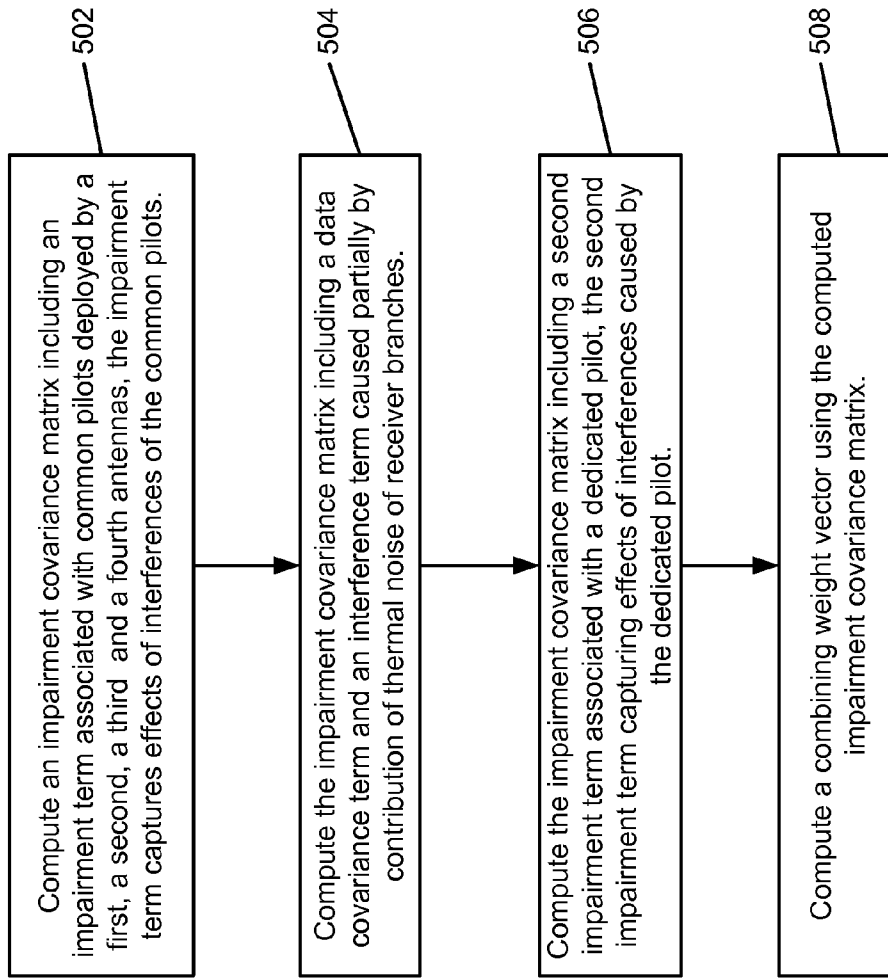 Compute an impairment covariance matrix including an
impairment term associated with common pilots deployed by a
first, a second, a third and a fourth antennas, the impairment
term captures effects of interferences of the common pilots.
502
Compute the impairment covariance matrix including a data
covariance term and an interference term caused partially by
contribution of thermal noise of receiver branches.
504
Compute the impairment covariance matrix including a second
impairment term associated with a dedicated pilot, the second
impairment term capturing effects of interferences caused by
the dedicated pilot.
506
Compute a combining weight vector using the computed
impairment covariance matrix.
508